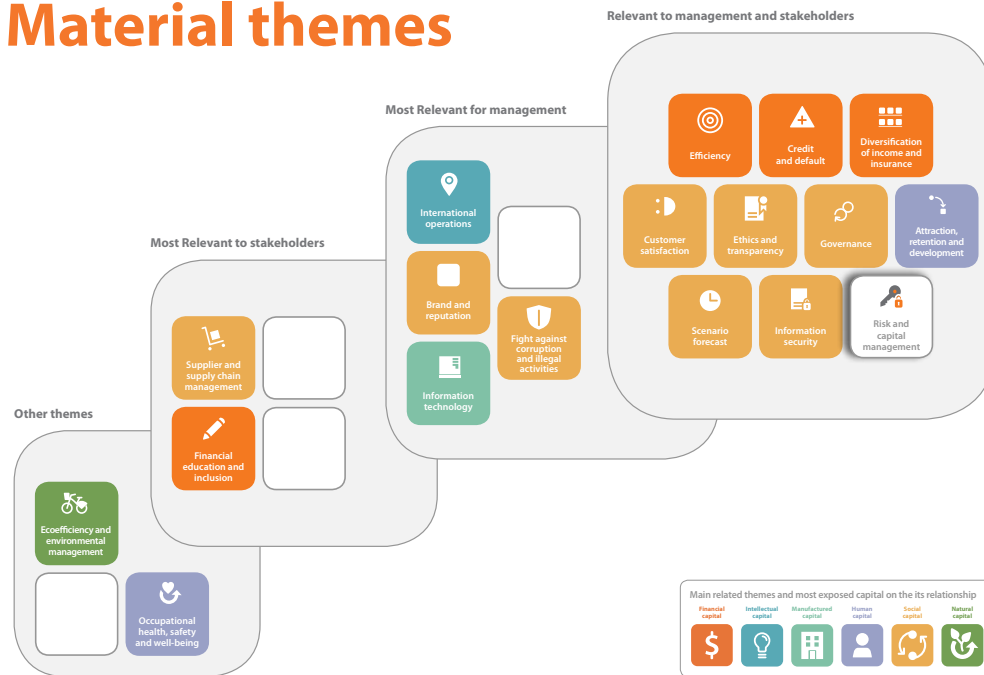 Material themes
Relevant to management and stakeholders
Efficiency
Credit
and default
Diversification
of income and
insurance
Customer
satisfaction
Ethics and
transparency
Governance
Attraction,
retention and
development
Scenario
forecast
Information
security
Risk and
capital
management
Most Relevant for management
International
operations
Brand and
reputation
Fight against
corruption
and illegal
activities
Information
technology
Most Relevant to stakeholders
Supplier and
supply chain
management
Financial
education and
inclusion
Other themes
Ecoefficiency and
environmental
management
Occupational
health, safety
and well-being
Main related themes and most exposed capital on the its relationship
Financial
capital
Intellectual
capital
Manufactured
capital
Human
capital
Social
capital
Natural
capital
$